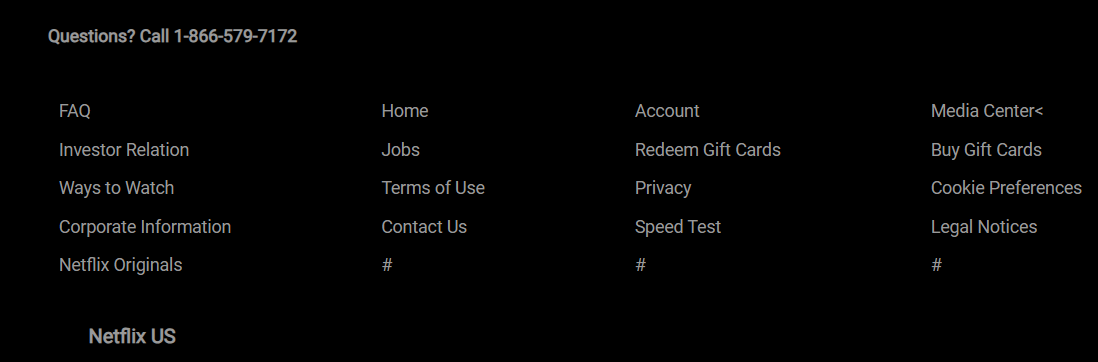 Questions? Call 1-866-579-7172
FAQ Home Account Media Center<
Investor Relation Jobs Redeem Gift Cards Buy Gift Cards
Ways to Watch Terms of Use Privacy Cookie Preferences
Corporate Information Contact Us Speed Test Legal Notices
Netflix Originals # # #
Netflix US